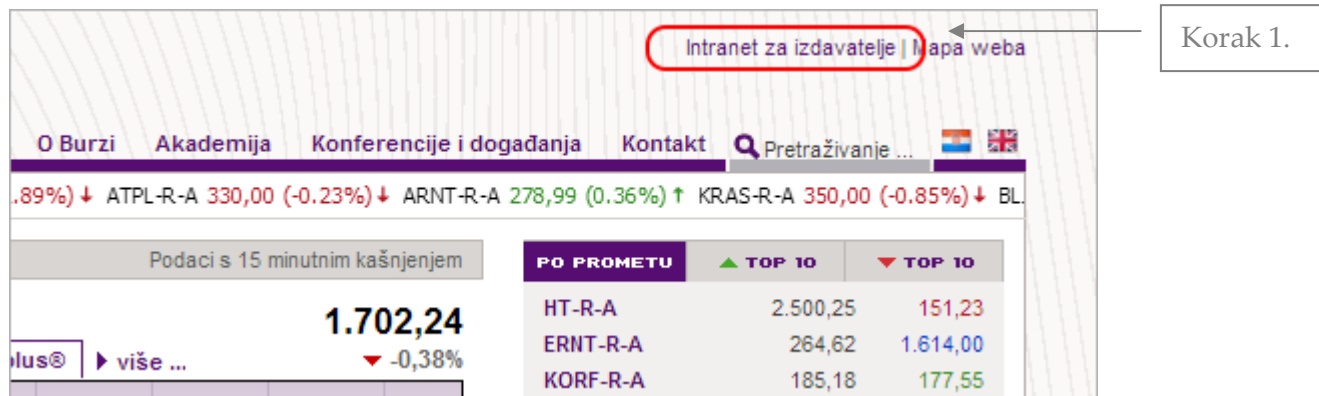 Intranet za izdavatelje | Mapa weba
Korak 1.
O Burzi Akademija Konferencije i događanja Kontakt Pretraživanje ...
.89%) ATPL-R-A 330,00 (-0.23%) ARNT-R-A 278,99 (0.36%) KRAS-R-A 350,00 (-0.85%) BL
Podaci s 15 minutnim kašnjenjem
PO PROMETU TOP 10 TOP 10
HT-R-A 2.500,25 151,23
1.702,24
ERNT-R-A 264,62 1.614,00
plus® više ... -0,38%
KORF-R-A 185,18 177,55